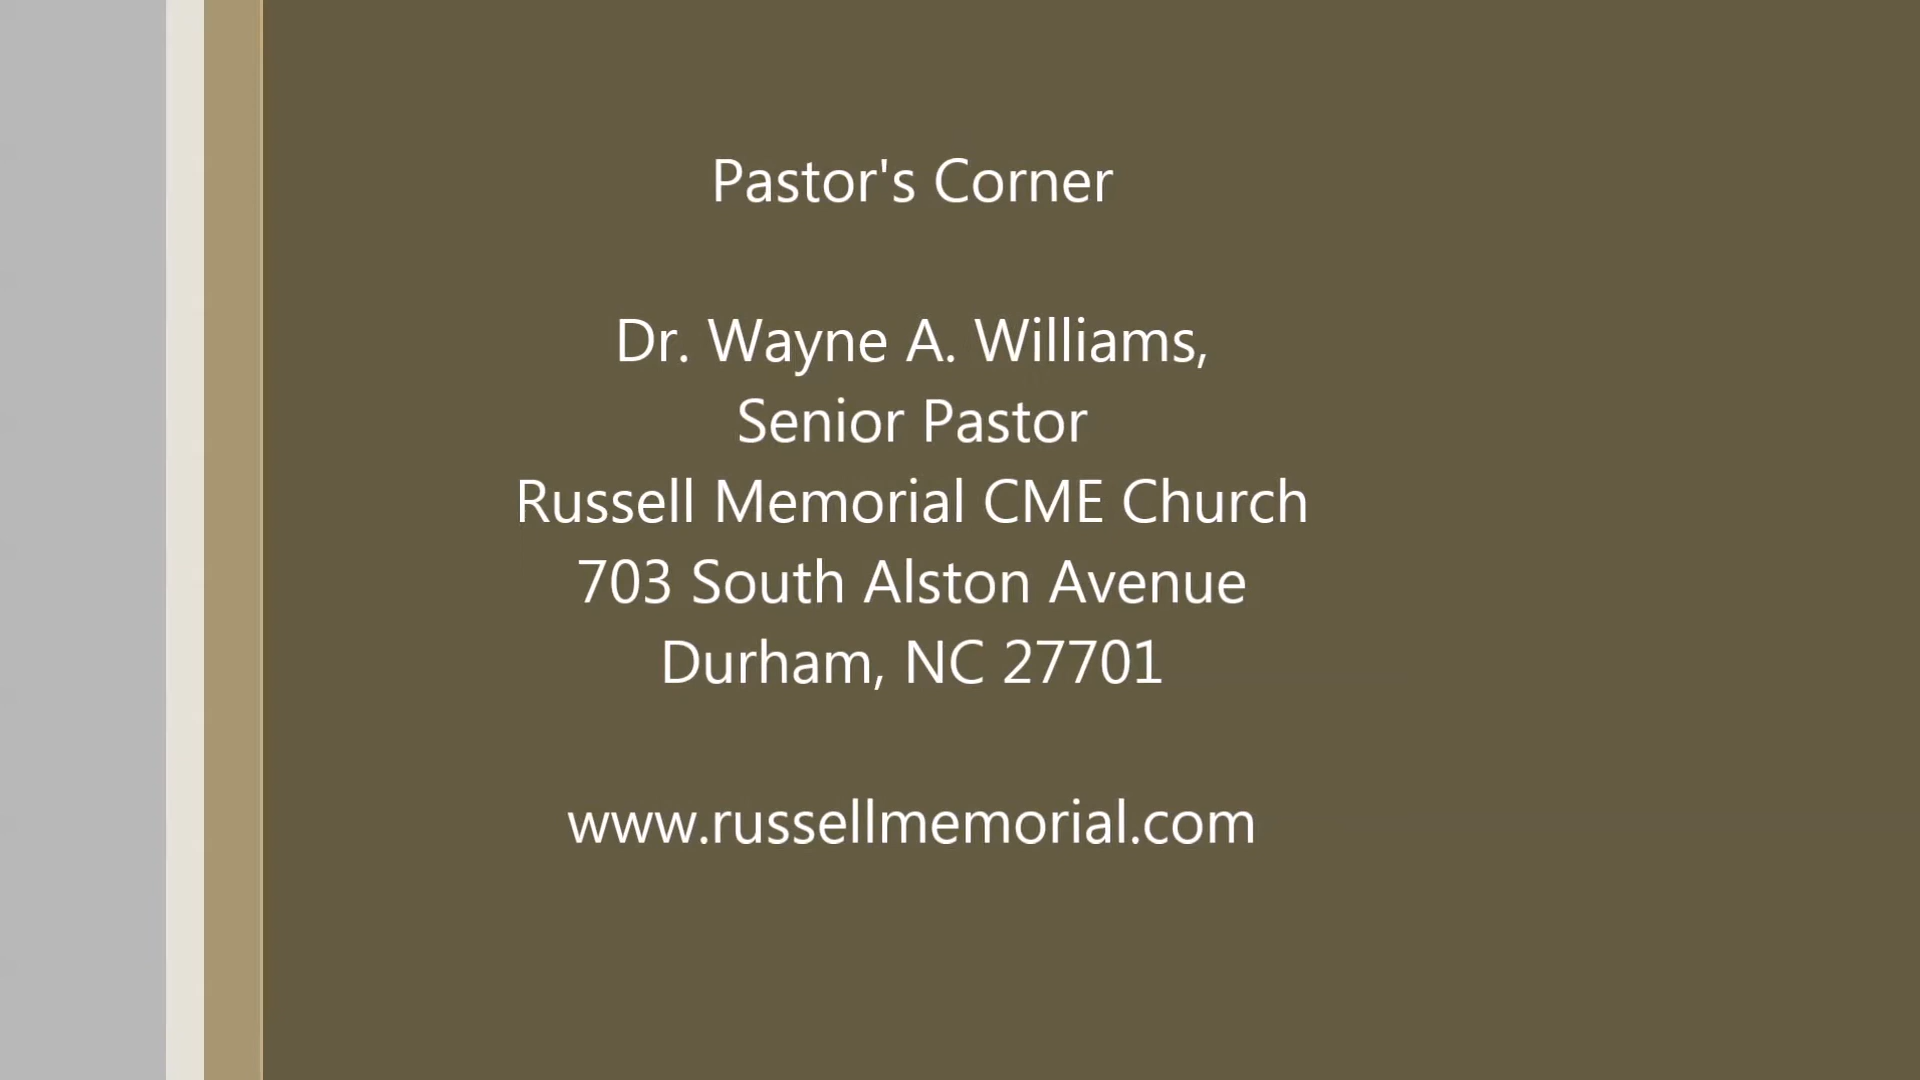 Pastor's Corner
Dr. Wayne A. Williams,
Senior Pastor
Russell Memorial CME Church
703 South Alston Avenue
Durham, NC 27701
www.russellmemorial.com